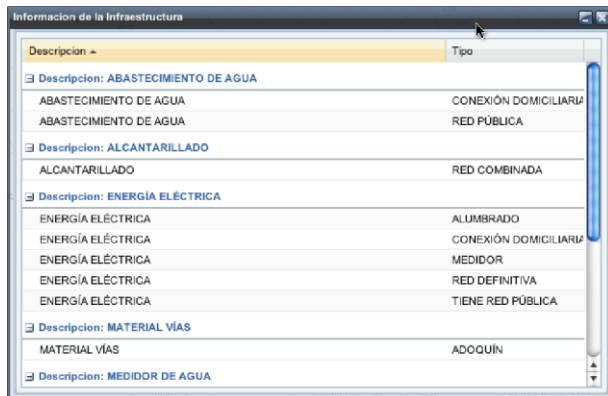 Informacion de la Infraestructura
Descripcion Tipo
Descripcion: ABASTECIMIENTO DE AGUA
ABASTECIMIENTO DE AGUA CONEXIÓN DOMICILIARIA
ABASTECIMIENTO DE AGUA RED PÚBLICA
Descripcion: ALCANTARILLADO
ALCANTARILLADO RED COMBINADA
Descripcion: ENERGÍA ELÉCTRICA
ENERGÍA ELÉCTRICA ALUMBRADO
ENERGÍA ELÉCTRICA CONEXIÓN DOMICILIARIA
ENERGÍA ELÉCTRICA MEDIDOR
ENERGÍA ELÉCTRICA RED DEFINITIVA
ENERGÍA ELÉCTRICA TIENE RED PÚBLICA
Descripcion: MATERIAL VÍAS
MATERIAL VÍAS ADOQUÍN
Descripcion: MEDIDOR DE AGUA